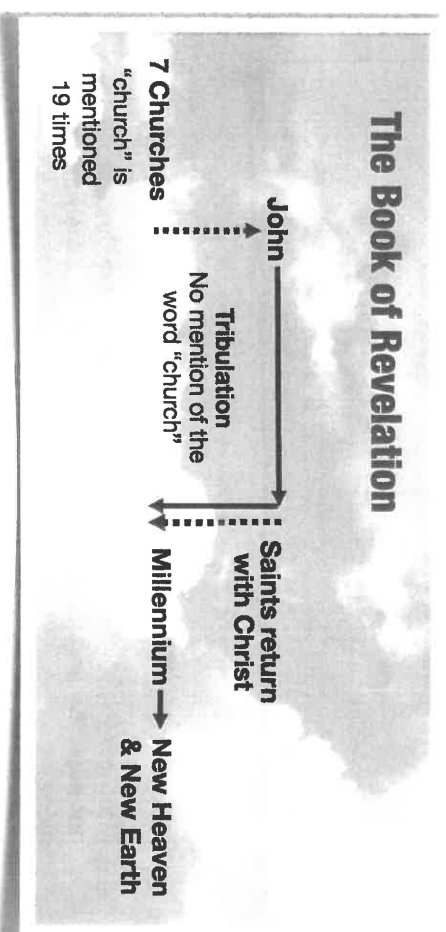 The Book of Revelation
John
Saints return
with Christ
Tribulation
No mention of the
word “church”
7 Churches
“church” is
mentioned
19 times
Millennium
New Heaven
& New Earth